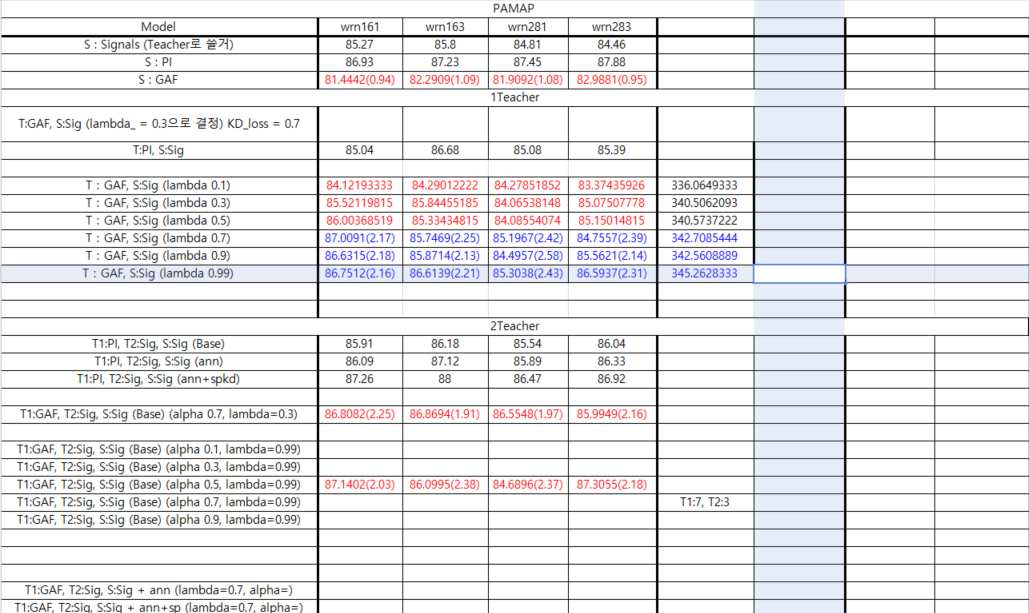 PAMAP
Model wrn161 wrn163 wrn281 wrn283
S : Signals (Teacher로 쓸거) 85.27 85.8 84.81 84.46
S : PI 86.93 87.23 87.45 87.88
S : GAF 81.4442(0.94) 82.2909(1.09) 81.9092(1.08) 82.9881(0.95)
1Teacher
T:GAF, S:Sig (lambda_ = 0.3으로 결정) KD_loss = 0.7
T:PI, S:Sig 85.04 86.68 85.08 85.39
T : GAF, S:Sig (lambda 0.1) 84.12193333 84.29012222 84.27851852 83.37435926 336.0649333
T : GAF, S:Sig (lambda 0.3) 85.52119815 85.84455185 84.06538148 85.07507778 340.5062093
T : GAF, S:Sig (lambda 0.5) 86.00368519 85.33434815 84.08554074 85.15014815 340.5737222
T : GAF, S:Sig (lambda 0.7) 87.0091(2.17) 85.7469(2.25) 85.1967(2.42) 84.7557(2.39) 342.7085444
T : GAF, S:Sig (lambda 0.9) 86.6315(2.18) 85.8714(2.13) 84.4957(2.58) 85.5621(2.14) 342.5608889
T : GAF, S:Sig (lambda 0.99) 86.7512(2.16) 86.6139(2.21) 85.3038(2.43) 86.5937(2.31) 345.2628333
2Teacher
T1:PI, T2:Sig, S:Sig (Base) 85.91 86.18 85.54 86.04
T1:PI, T2:Sig, S:Sig (ann) 86.09 87.12 85.89 86.33
T1:PI, T2:Sig, S:Sig (ann+spkd) 87.26 88 86.47 86.92
T1:GAF, T2:Sig, S:Sig (Base) (alpha 0.7, lambda=0.3) 86.8082(2.25) 86.8694(1.91) 86.5548(1.97) 85.9949(2.16)
T1:GAF, T2:Sig, S:Sig (Base) (alpha 0.1, lambda=0.99)
T1:GAF, T2:Sig, S:Sig (Base) (alpha 0.3, lambda=0.99)
T1:GAF, T2:Sig, S:Sig (Base) (alpha 0.5, lambda=0.99) 87.1402(2.03) 86.0995(2.38) 84.6896(2.37) 87.3055(2.18)
T1:GAF, T2:Sig, S:Sig (Base) (alpha 0.7, lambda=0.99) T1:7, T2:3
T1:GAF, T2:Sig, S:Sig (Base) (alpha 0.9, lambda=0.99)
T1:GAF, T2:Sig, S:Sig + ann (lambda=0.7, alpha=)
T1:GAF, T2:Sig, S:Sig + ann+sp (lambda=0.7, alpha=)